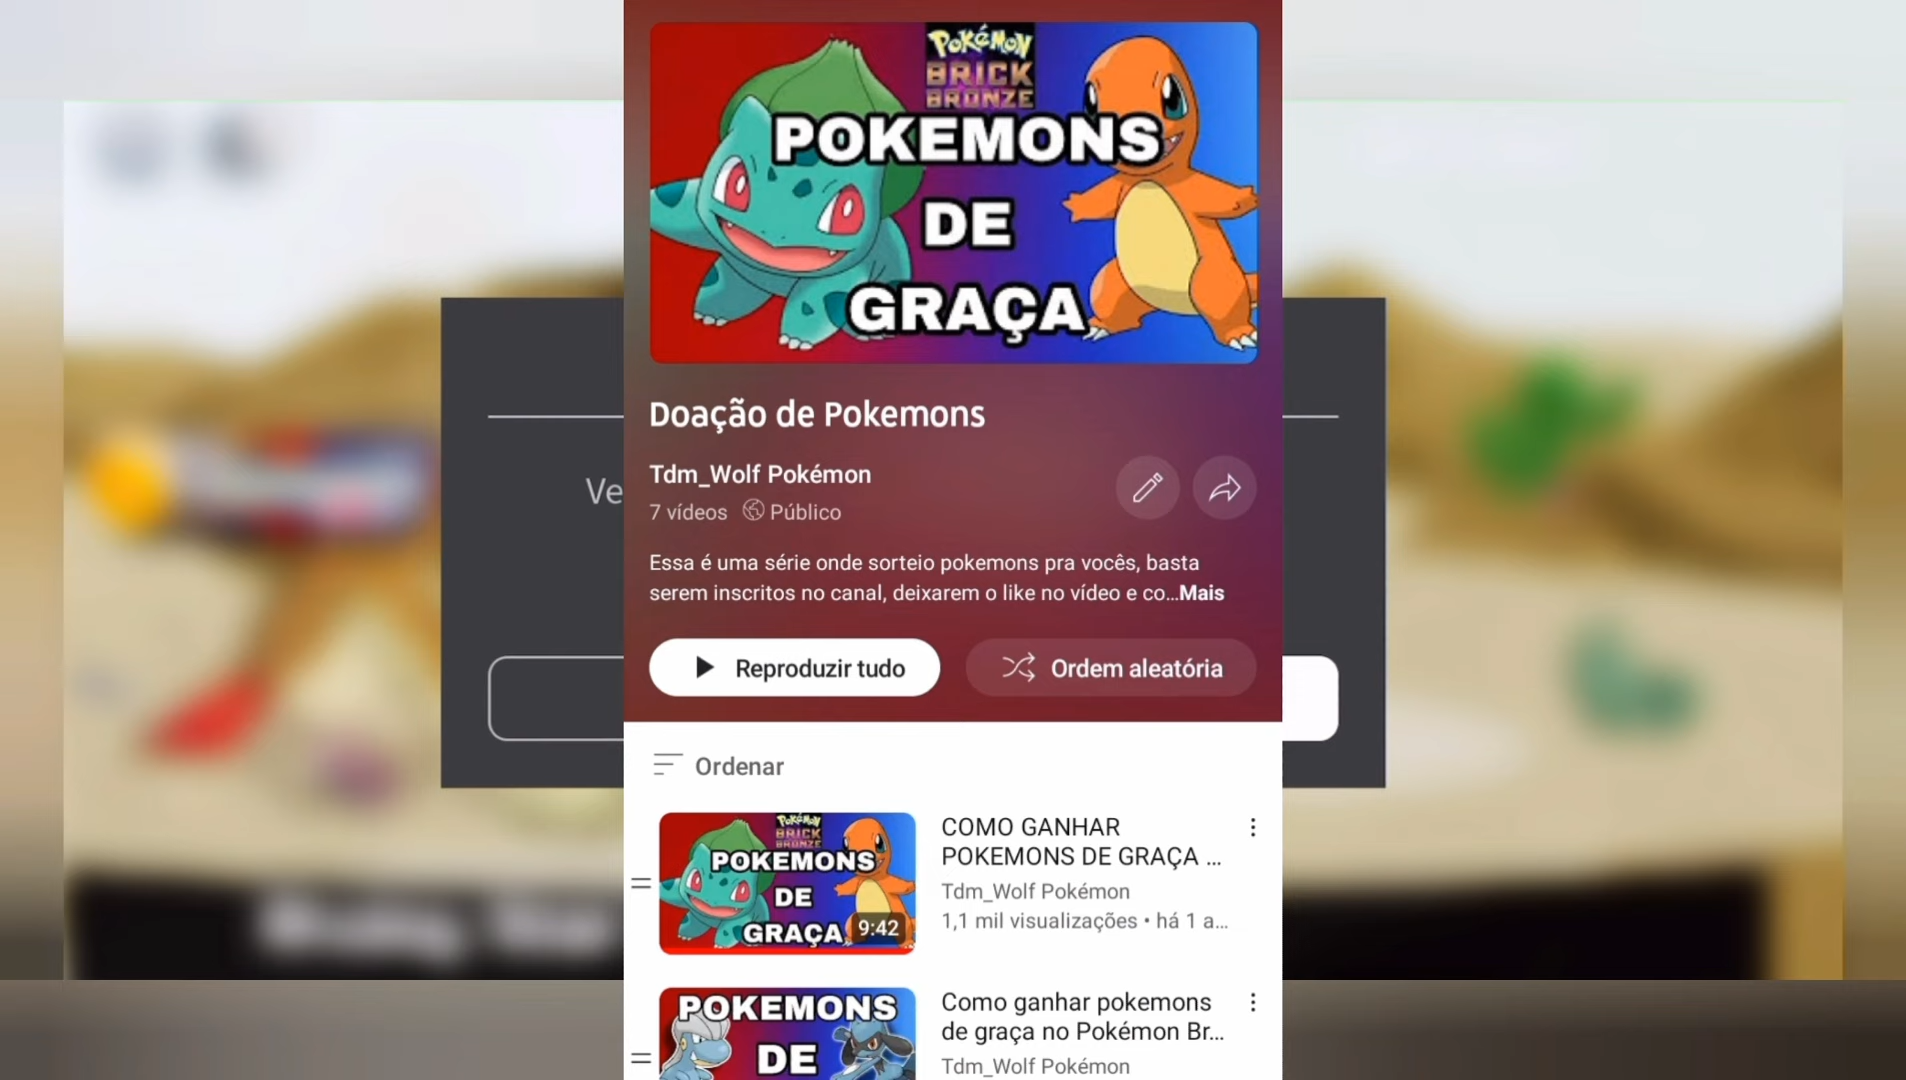 POKÉMON
BRICK
BRONZE
POKEMONS
DE
GRAÇA
Doação de Pokemons
Tdm_Wolf Pokémon
7 vídeos Público
Essa é uma série onde sorteio pokemons pra vocês, basta
serem inscritos no canal, deixarem o like no vídeo e co...Mais
Ve
Reproduzir tudo
Ordem aleatória
Ordenar
POKÉMON
BRICK
BRONZE
POKEMONS
DE
GRAÇA
9:42
COMO GANHAR
POKEMONS DE GRAÇA ...
Tdm_Wolf Pokémon
1,1 mil visualizações • há 1 a...
POKEMONS
DE
Como ganhar pokemons
de graça no Pokémon Br...
Tdm_Wolf Pokémon